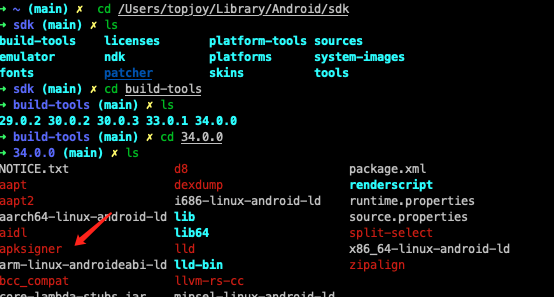 → ~ (main) ✗ cd /Users/topjoy/Library/Android/sdk
→ sdk (main) ✗ ls
build-tools licenses platform-tools sources
emulator ndk platforms system-images
fonts patcher skins tools
→ sdk (main) ✗ cd build-tools
→ build-tools (main) ✗ ls
29.0.2 30.0.2 30.0.3 33.0.1 34.0.0
→ build-tools (main) ✗ cd 34.0.0
→ 34.0.0 (main) ✗ ls
NOTICE.txt d8 package.xml
aapt dexdump renderscript
aapt2 i686-linux-android-ld runtime.properties
aarch64-linux-android-ld lib source.properties
aidl lib64 split-select
apksigner lld x86_64-linux-android-ld
arm-linux-androideabi-ld lld-bin zipalign
bcc_compat llvm-rs-cc
core-lambda-stubs.jar mipsel-linux-android-ld